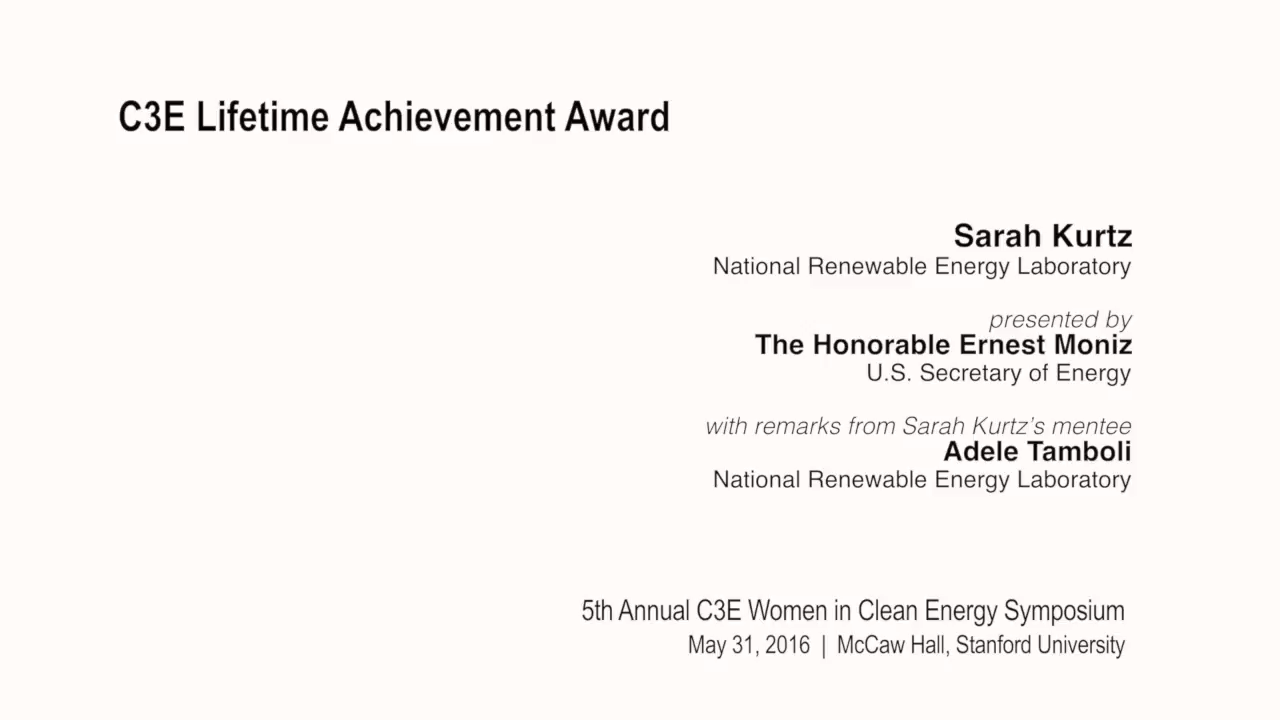 C3E Lifetime Achievement Award
Sarah Kurtz
National Renewable Energy Laboratory
presented by
The Honorable Ernest Moniz
U.S. Secretary of Energy
with remarks from Sarah Kurtz's mentee
Adele Tamboli
National Renewable Energy Laboratory
5th Annual C3E Women in Clean Energy Symposium
May 31, 2016 | McCaw Hall, Stanford University